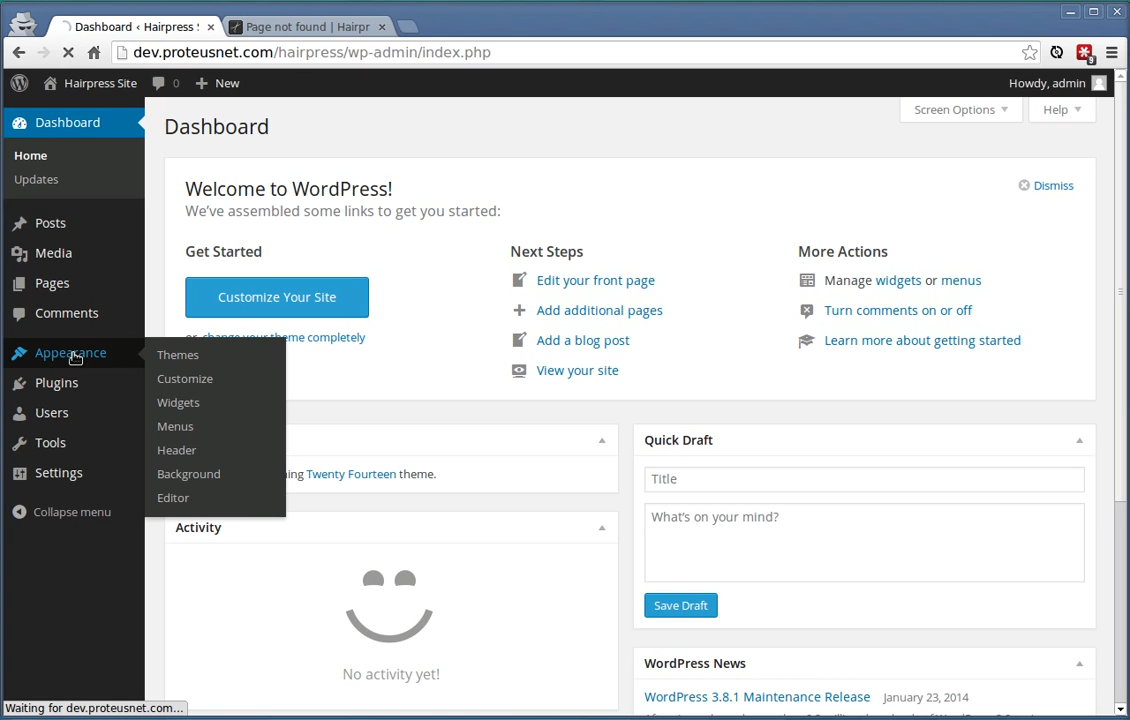 Dashboard ‹ Hairpress S
Page not found | Hairpr
dev.proteusnet.com/hairpress/wp-admin/index.php
9
Hairpress Site
0
New
Howdy, admin
Dashboard
Home
Updates
Posts
Media
Pages
Comments
Appearance
Plugins
Users
Tools
Settings
Collapse menu
Themes
Customize
Widgets
Menus
Header
Background
Editor
Screen Options
Help
Dashboard
Welcome to WordPress!
Dismiss
We've assembled some links to get you started:
Get Started
Customize Your Site
or, change your theme completely
Next Steps
Edit your front page
Add additional pages
Add a blog post
View your site
More Actions
Manage widgets or menus
Turn comments on or off
Learn more about getting started
ing Twenty Fourteen theme.
Activity
No activity yet!
Quick Draft
Title
What's on your mind?
Save Draft
WordPress News
WordPress 3.8.1 Maintenance Release January 23, 2014
Waiting for dev.proteusnet.com...